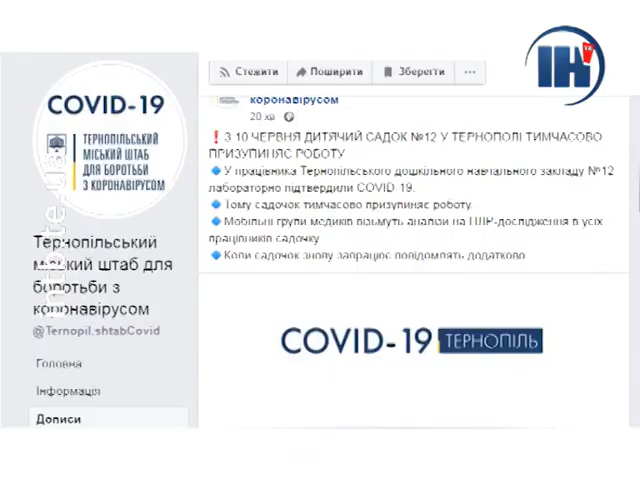 Стежити
Поширити
Зберегти
ІНТБ
COVID-19
ТЕРНОПІЛЬСЬКИЙ
МІСЬКИЙ ШТАБ
ДЛЯ БОРОТЬБИ
З КОРОНАВІРУСОМ
Тернопільський
міський штаб для
боротьби з
коронавірусом
@Ternopil.shtabCovid
Головна
Інформація
Дописи
коронавірусом
20 хв
❗З 10 ЧЕРВНЯ ДИТЯЧИЙ САДОК №12 У ТЕРНОПОЛІ ТИМЧАСОВО
ПРИЗУПИНЯЄ РОБОТУ
🔹У працівника Тернопільського дошкільного навчального закладу №12
лабораторно підтвердили COVID-19.
🔹Тому садочок тимчасово призупиняє роботу.
🔹Мобільні групи медиків візьмуть аналізи на ПЛР-дослідження в усіх
працівників садочку
🔹Коли садочок знову запрацює повідомлять додатково
COVID-19 ТЕРНОПІЛЬ